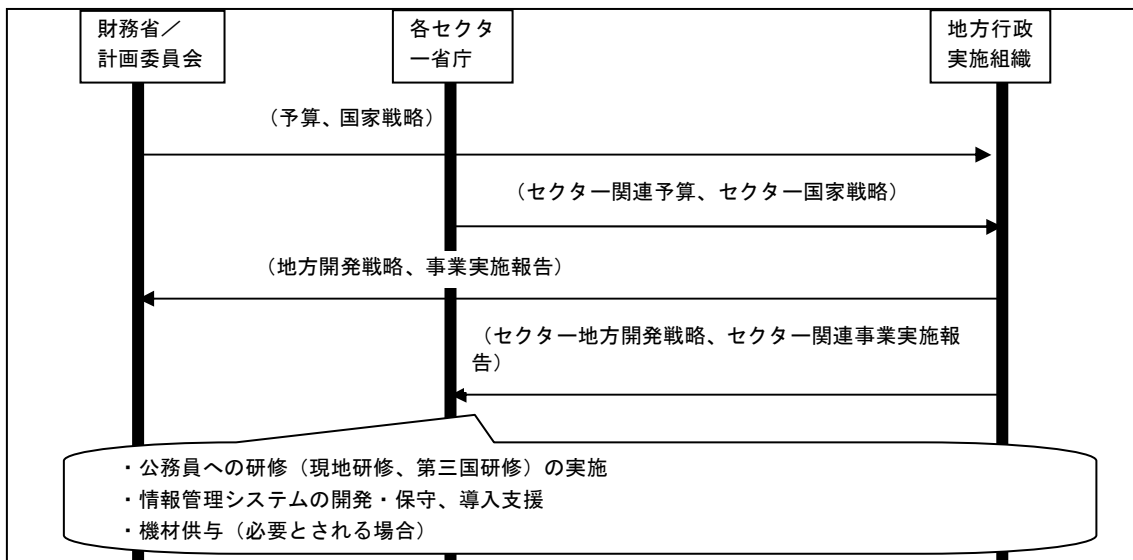 財務省／
計画委員会
各セクタ
ー省庁
地方行政
実施組織
（予算、国家戦略）
（セクター関連予算、セクター国家戦略）
（地方開発戦略、事業実施報告）
（セクター地方開発戦略、セクター関連事業実施報
告）
・公務員への研修（現地研修、第三国研修）の実施
・情報管理システムの開発・保守、導入支援
・機材供与（必要とされる場合）